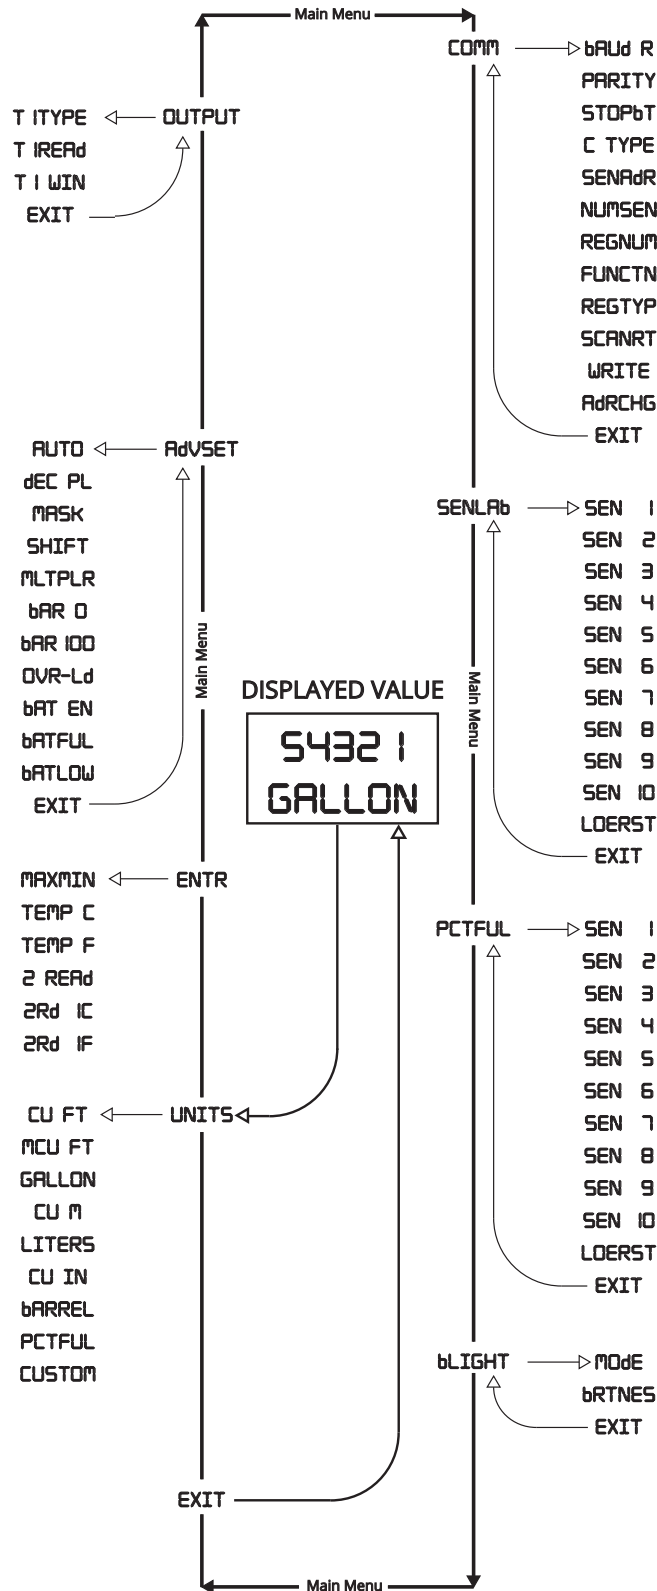 Main Menu
COMM
bAUd R
PARITY
STOPbT
C TYPE
SENAdR
NUMSEN
REGNUM
FUNCTN
REGTYP
SCANRT
WRITE
AdRCHG
EXIT
OUTPUT
T 1TYPE
T 1REAd
T 1 WIN
EXIT
AdVSET
AUTO
dEC PL
MASK
SHIFT
MLTPLR
bAR 0
bAR 100
OVR-Ld
bAT EN
bATFUL
bATLOW
EXIT
Main Menu
SENLAb
SEN 1
SEN 2
SEN 3
SEN 4
SEN 5
SEN 6
SEN 7
SEN 8
SEN 9
SEN 10
LOERST
EXIT
Main Menu
DISPLAYED VALUE
54321
GALLON
ENTR
MAXMIN
TEMP C
TEMP F
2 REAd
2Rd 1C
2Rd 1F
PCTFUL
SEN 1
SEN 2
SEN 3
SEN 4
SEN 5
SEN 6
SEN 7
SEN 8
SEN 9
SEN 10
LOERST
EXIT
UNITS
CU FT
MCU FT
GALLON
CU M
LITERS
CU IN
bARREL
PCTFUL
CUSTOM
bLIGHT
MOdE
bRTNES
EXIT
EXIT
Main Menu